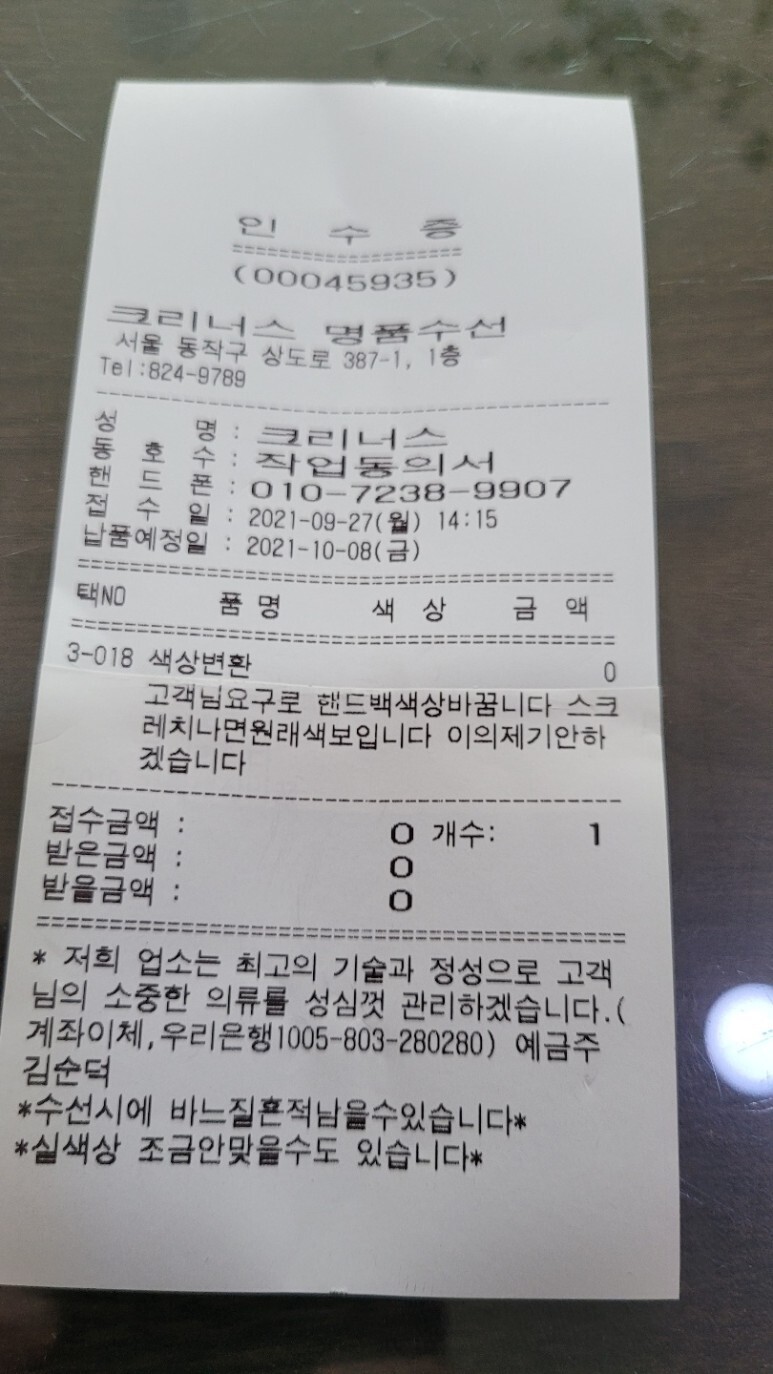 인 수 증
====================
(00045935)
크리너스 명품수선
서울 동작구 상도로 387-1, 1층
Tel:824-9789
성 명 : 크리너스
동 호 수 : 작업동의서
핸 드 폰 : 010-7238-9907
접 수 일 : 2021-09-27(월) 14:15
납품예정일 : 2021-10-08(금)
택NO 품 명 색 상 금 액
3-018 색상변환 0
고객님요구로 핸드백색상바꿈니다 스크
레치나면원래색보입니다 이의제기안하
겠습니다
접수금액 : 0 개수: 1
받은금액 : 0
받을금액 : 0
* 저희 업소는 최고의 기술과 정성으로 고객
님의 소중한 의류를 성심껏 관리하겠습니다.(
계좌이체,우리은행1005-803-280280) 예금주
김순덕
*수선시에 바느질흔적남을수있습니다*
*실색상 조금안맞을수도 있습니다*